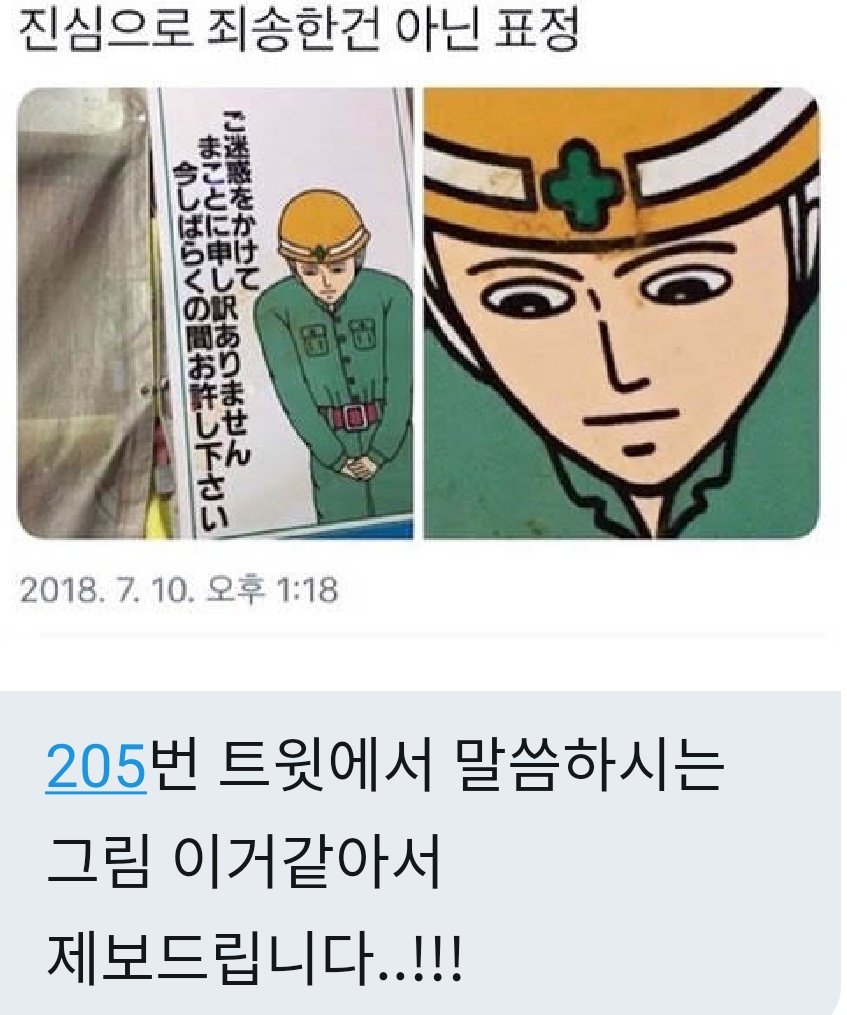 진심으로 죄송한건 아닌 표정
ご迷惑をかけて
まことに申し訳ありません
今しばらくの間お許し下さい
2018. 7. 10. 오후 1:18
205번 트윗에서 말씀하시는
그림 이거같아서
제보드립니다..!!!